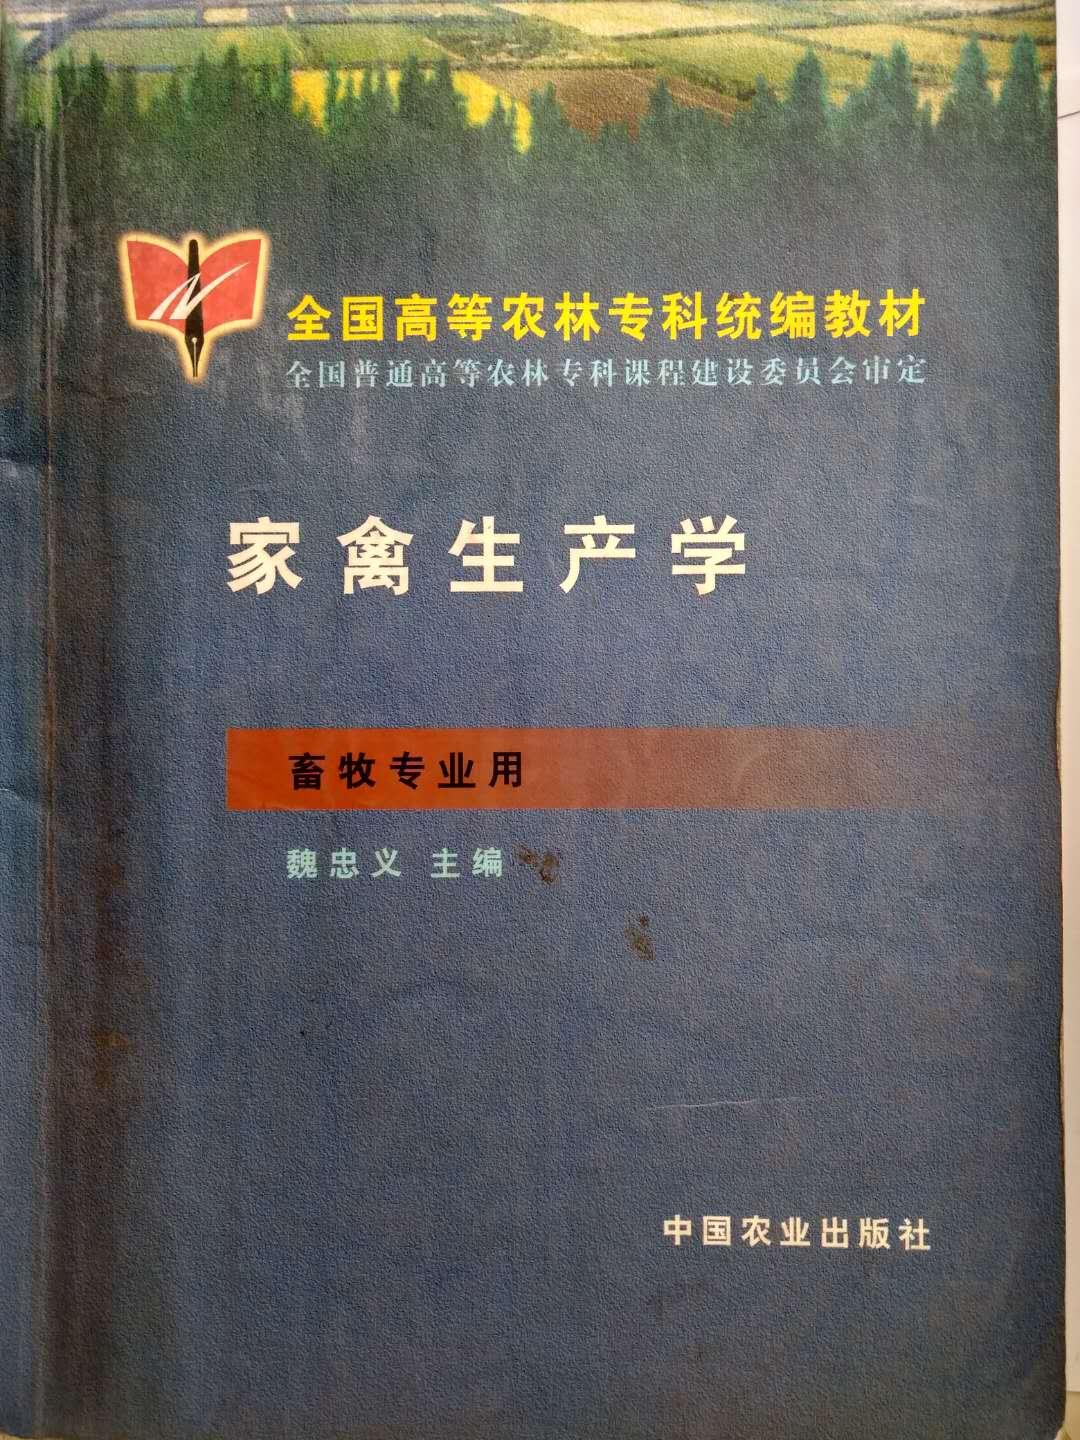 全国高等农林专科统编教材
全国普通高等农林专科课程建设委员会审定
家禽生产学
畜牧专业用
魏忠义 主编
中国农业出版社